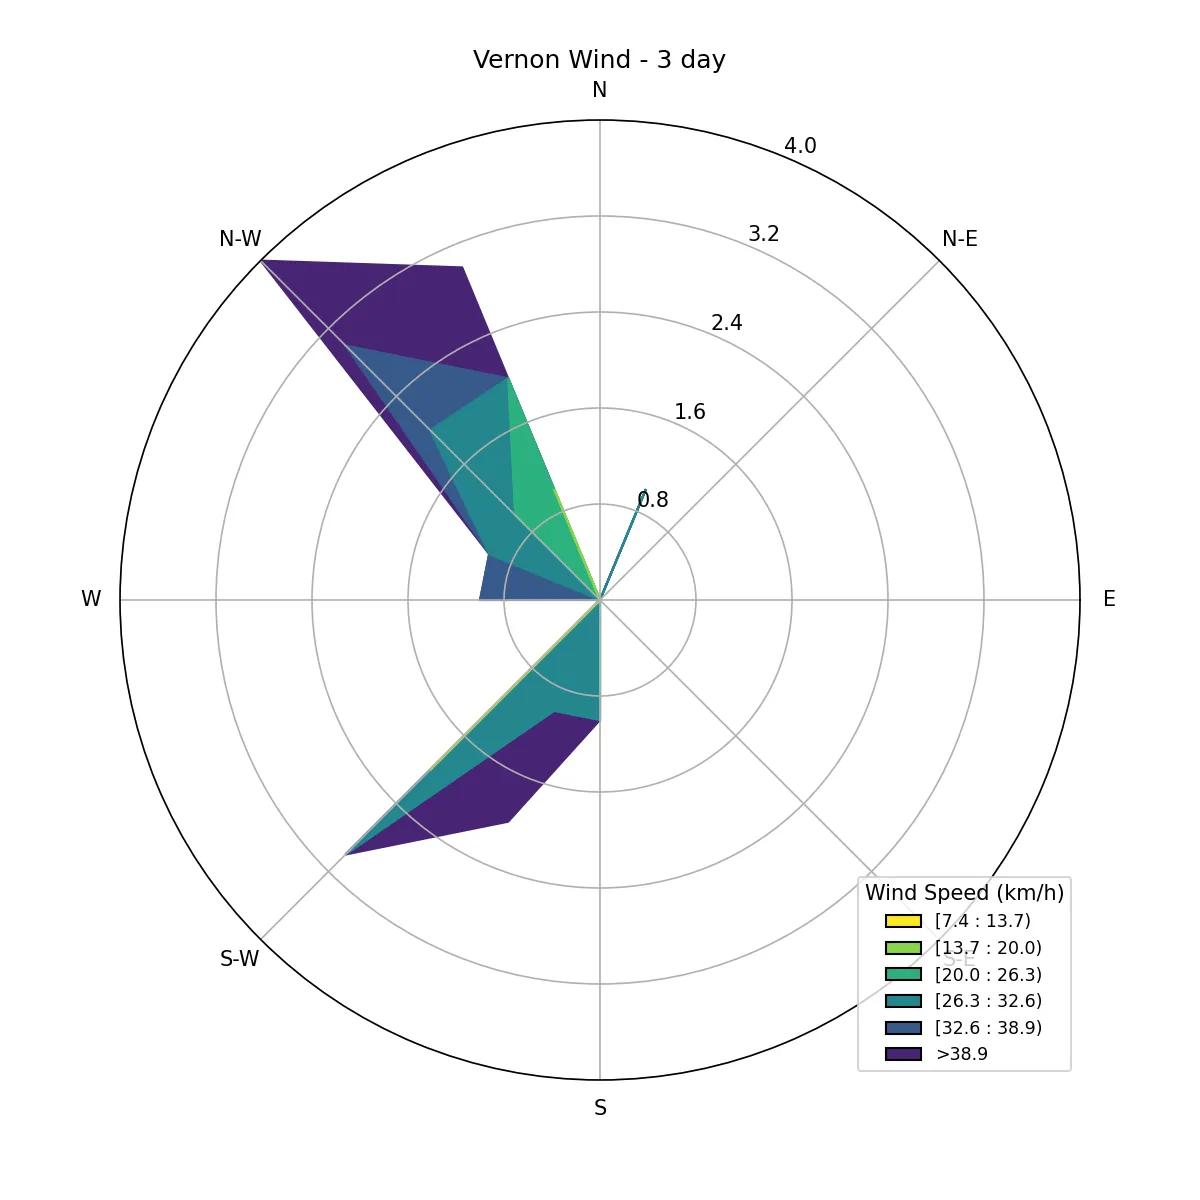 Vernon Wind - 3 day
N
4.0
N-W
3.2
N-E
2.4
1.6
0.8
W
E
Wind Speed (km/h)
[7.4 : 13.7)
[13.7 : 20.0)
S-W
S-E
[20.0 : 26.3)
[26.3 : 32.6)
[32.6 : 38.9)
>38.9
S